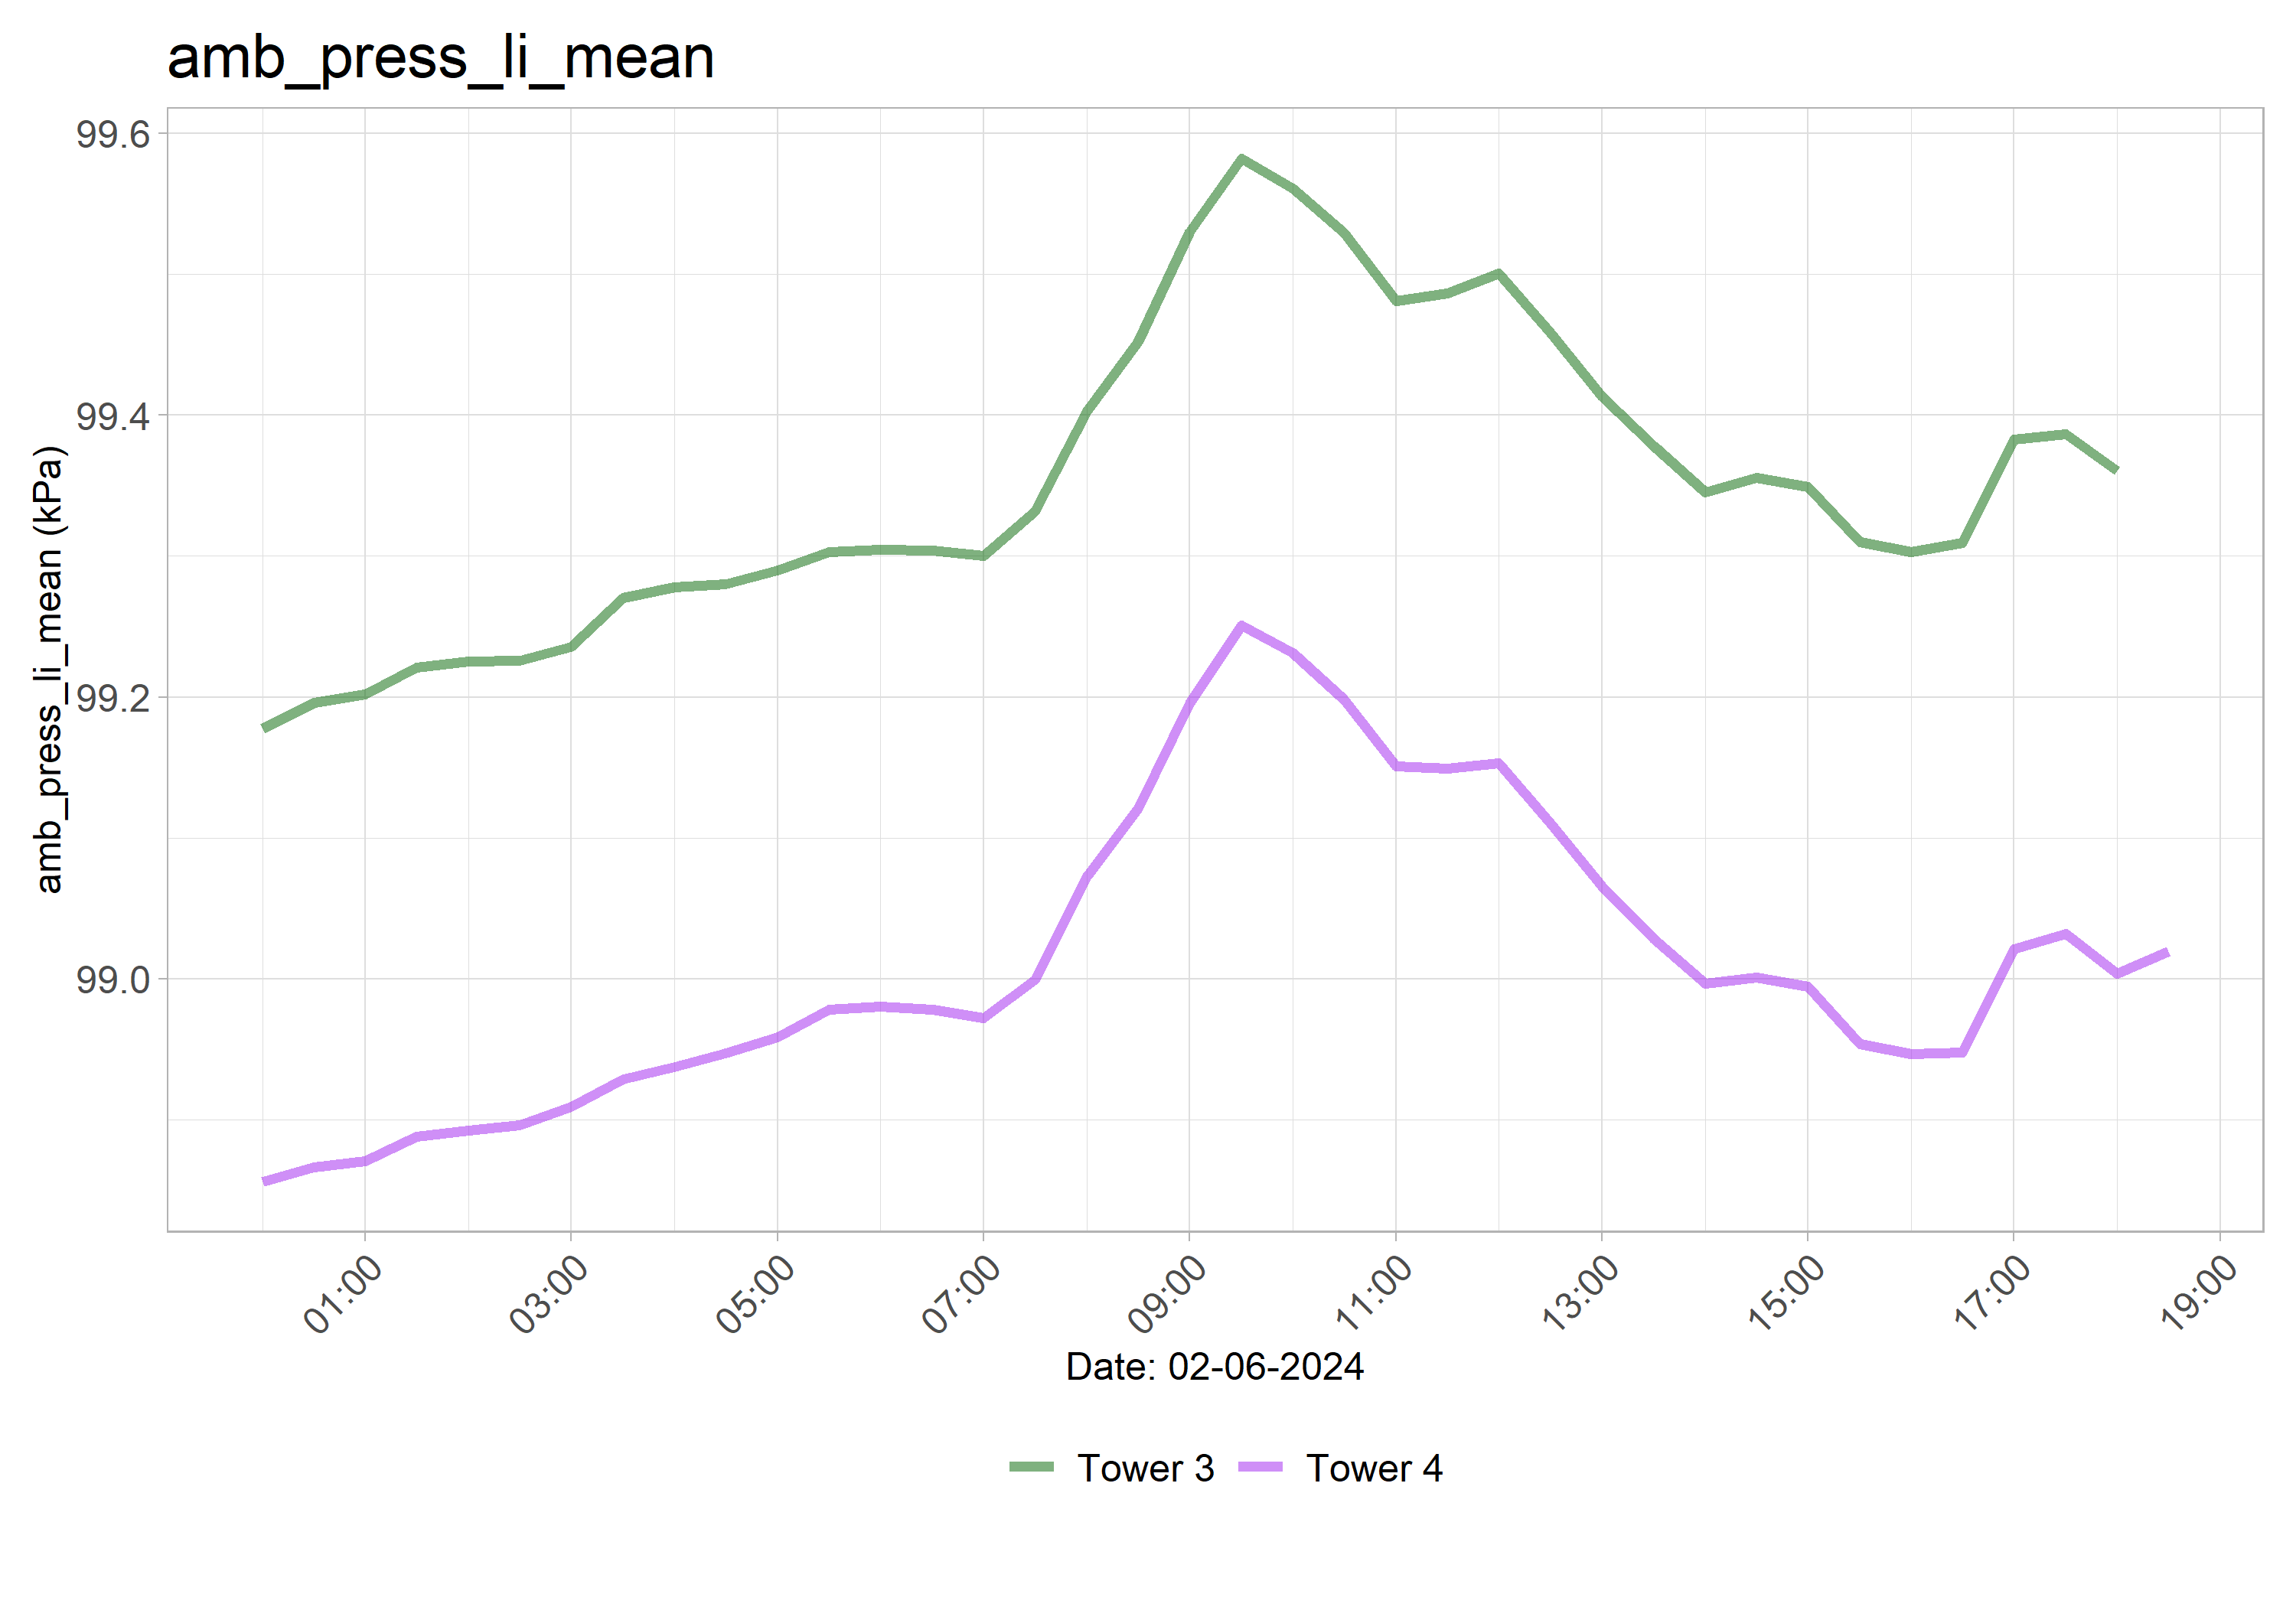 amb_press_li_mean
amb_press_li_mean (kPa)
99.6
99.4
99.2
99.0
01:00
03:00
05:00
07:00
09:00
11:00
13:00
15:00
17:00
19:00
Date: 02-06-2024
Tower 3
Tower 4